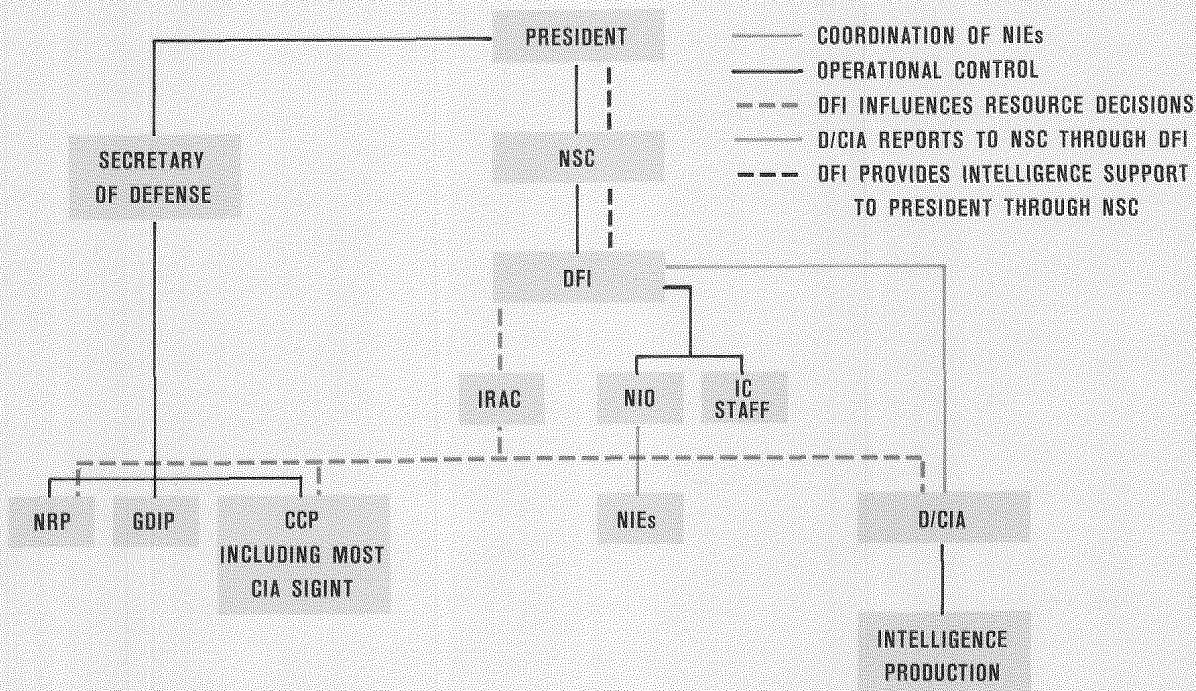 PRESIDENT
COORDINATION OF NIEs
OPERATIONAL CONTROL
DFI INFLUENCES RESOURCE DECISIONS
D/CIA REPORTS TO NSC THROUGH DFI
DFI PROVIDES INTELLIGENCE SUPPORT
TO PRESIDENT THROUGH NSC
SECRETARY
OF DEFENSE
NSC
DFI
IRAC
NIO
IC
STAFF
NRP
GDIP
CCP
INCLUDING MOST
CIA SIGINT
NIEs
D/CIA
INTELLIGENCE
PRODUCTION